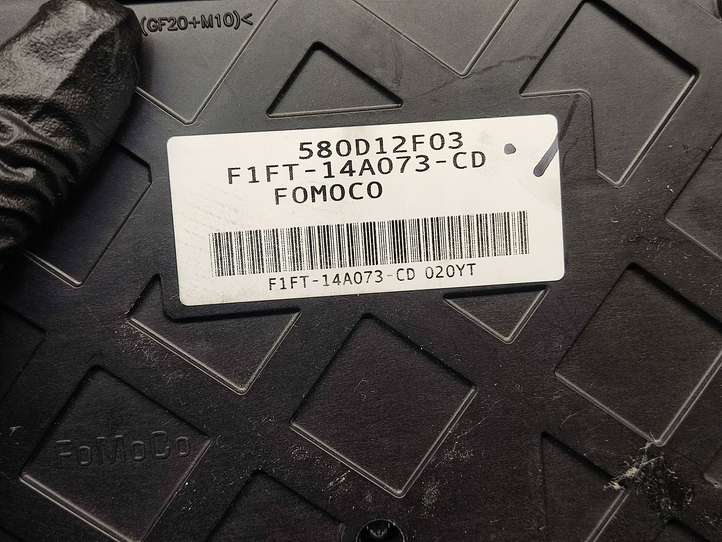 (GF20+M10)<
580D12F03
F1FT-14A073-CD
FOMOCO
F1FT-14A073-CD 020YT
FoMoCo